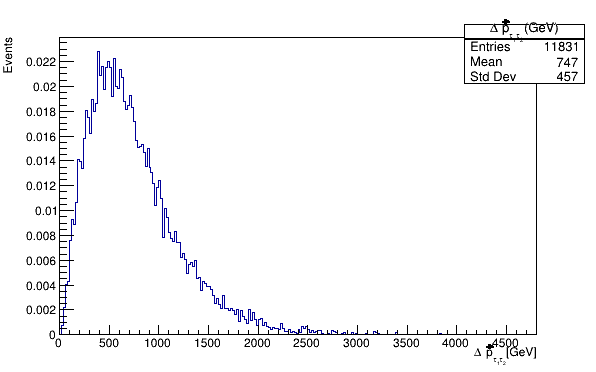 Δ p⃗ τ₁τ₂ (GeV)
Entries 11831
Mean 747
Std Dev 457
Events
0.022
0.02
0.018
0.016
0.014
0.012
0.01
0.008
0.006
0.004
0.002
0
0 500 1000 1500 2000 2500 3000 3500 4000 4500
Δ p⃗ τ₁τ₂ [GeV]